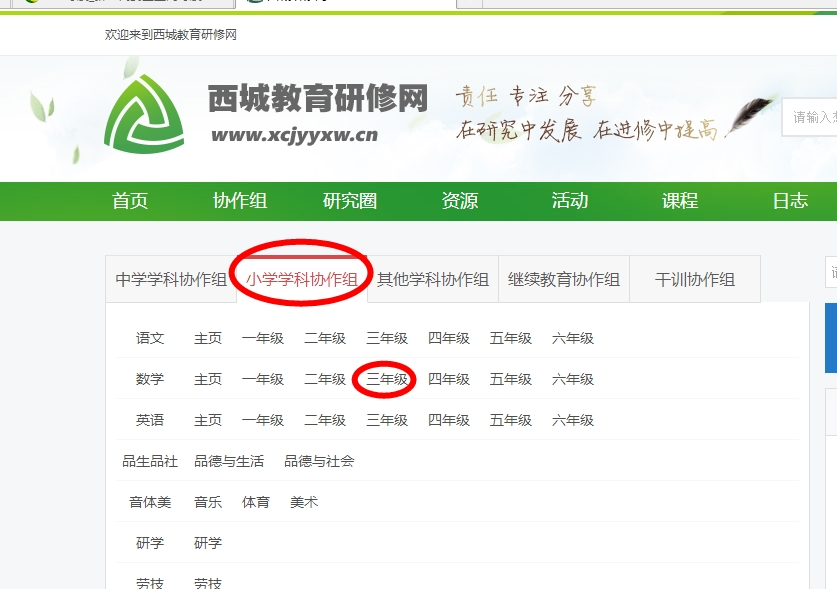 欢迎来到西城教育研修网
西城教育研修网
www.xcjyyxw.cn
责任 专注 分享
在研究中发展 在进修中提高
请输入
首页 协作组 研究圈 资源 活动 课程 日志
中学学科协作组 小学学科协作组 其他学科协作组 继续教育协作组 干训协作组
语文 主页 一年级 二年级 三年级 四年级 五年级 六年级
数学 主页 一年级 二年级 三年级 四年级 五年级 六年级
英语 主页 一年级 二年级 三年级 四年级 五年级 六年级
品生品社 品德与生活 品德与社会
音体美 音乐 体育 美术
研学 研学
劳技 劳技